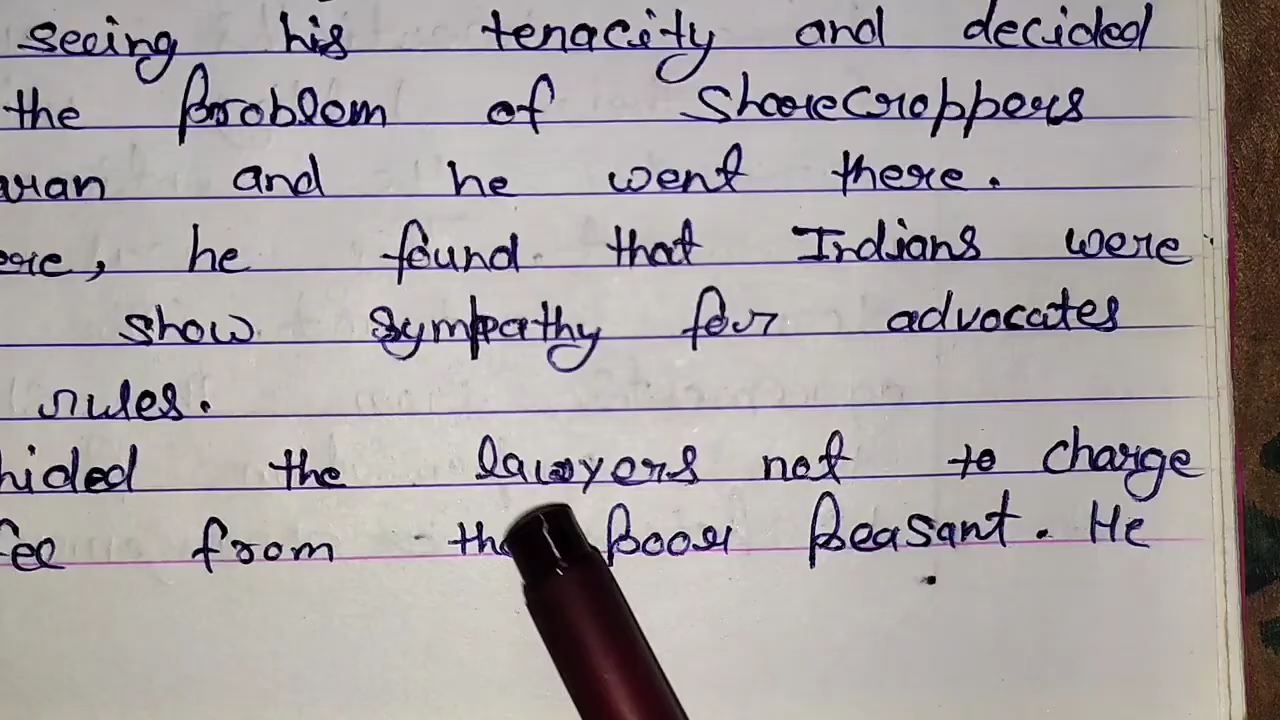 seeing his tenacity and decided
the problem of sharecroppers
aran and he went there.
ere, he found that Indians were
show sympathy for advocates
rules.
hided the lawyers not to charge
fee from the poor peasant. He